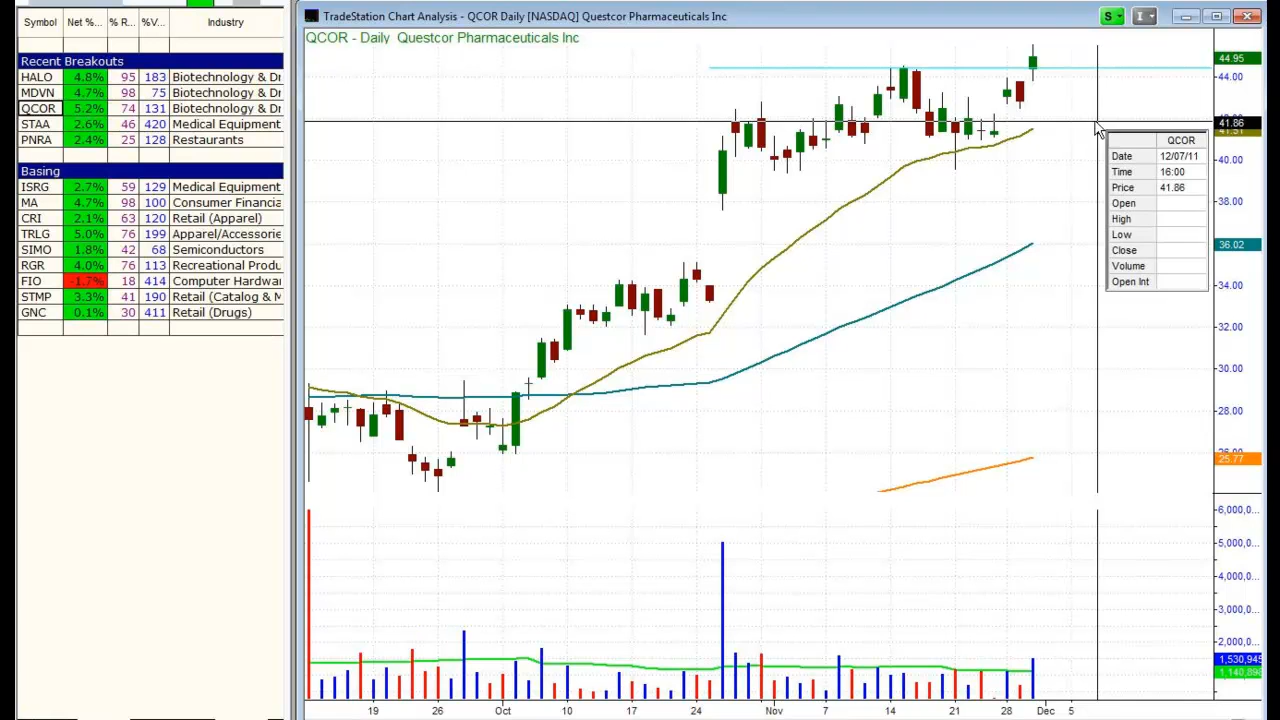 TradeStation Chart Analysis - QCOR Daily [NASDAQ] Questcor Pharmaceuticals Inc
S
I
Symbol Net %... % R... %V... Industry
QCOR - Daily Questcor Pharmaceuticals Inc
Recent Breakouts
HALO 4.8% 95 183 Biotechnology & Dr
MDVN 4.7% 98 75 Biotechnology & Dr
QCOR 5.2% 74 131 Biotechnology & Dr
STAA 2.6% 46 420 Medical Equipment
PNRA 2.4% 25 128 Restaurants
Basing
ISRG 2.7% 59 129 Medical Equipment
MA 4.7% 98 100 Consumer Financia
CRI 2.1% 63 120 Retail (Apparel)
TRLG 5.0% 76 199 Apparel/Accessorie
SIMO 1.8% 42 68 Semiconductors
RGR 4.0% 76 113 Recreational Produ
FIO -1.7% 18 414 Computer Hardwar
STMP 3.3% 41 190 Retail (Catalog & M
GNC 0.1% 30 411 Retail (Drugs)
44.95
44.00
41.86
40.00
38.00
36.02
34.00
32.00
30.00
28.00
25.77
QCOR
Date 12/07/11
Time 16:00
Price 41.86
Open
High
Low
Close
Volume
Open Int
6,000,0...
5,000,0...
4,000,0...
3,000,0...
2,000,0...
1,530,945
1,140,895
19 26 Oct 10 17 24 Nov 7 14 21 28 Dec 5